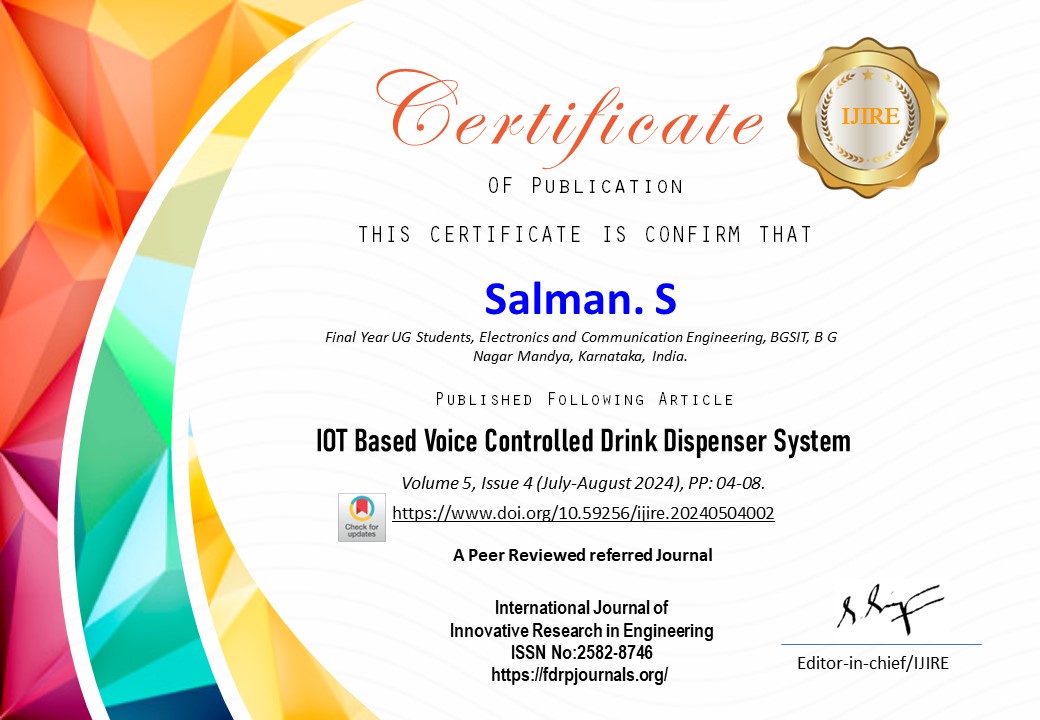 Certificate
IJIRE
OF PUBLICATION
THIS CERTIFICATE IS CONFIRM THAT
Salman. S
Final Year UG Students, Electronics and Communication Engineering, BGSIT, B G
Nagar Mandya, Karnataka, India.
PUBLISHED FOLLOWING ARTICLE
IOT Based Voice Controlled Drink Dispenser System
Volume 5, Issue 4 (July-August 2024), PP: 04-08.
Check for
updates
https://www.doi.org/10.59256/ijire.20240504002
A Peer Reviewed referred Journal
International Journal of
Innovative Research in Engineering
ISSN No:2582-8746
https://fdrpjournals.org/
Editor-in-chief/IJIRE